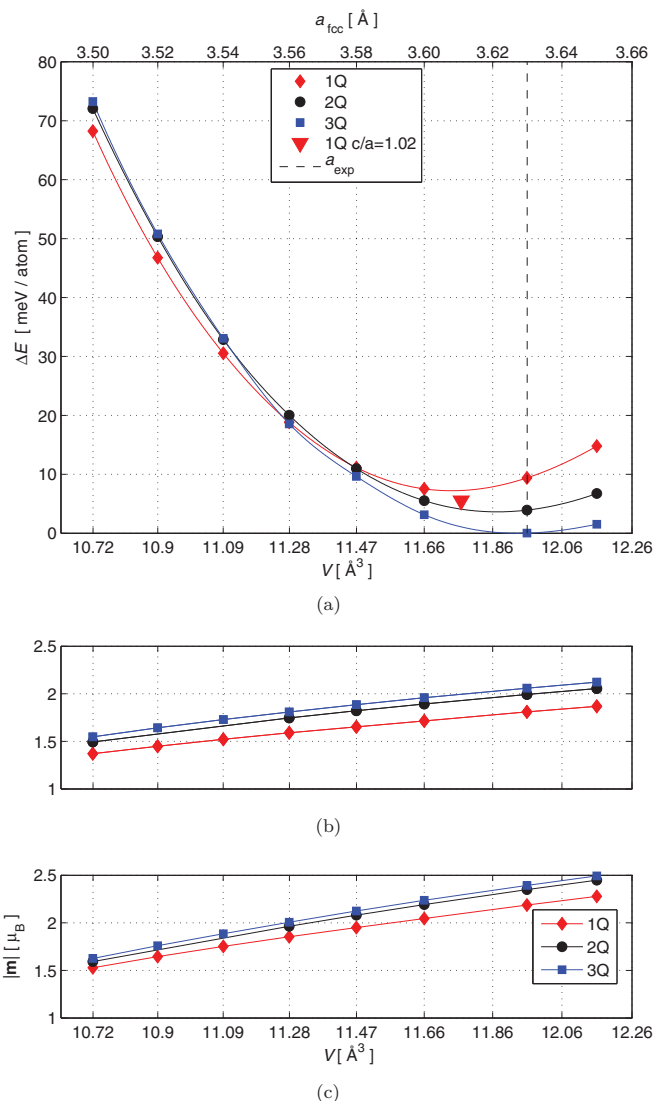 a_fcc [ Å ]
3.50 3.52 3.54 3.56 3.58 3.60 3.62 3.64 3.66
80
70
60
50
40
30
20
10
0
ΔE [ meV / atom ]
1Q
2Q
3Q
1Q c/a=1.02
a_exp
10.72 10.9 11.09 11.28 11.47 11.66 11.86 12.06 12.26
V [ Å³ ]
(a)
2.5
2
1.5
1
(b)
2.5
2
1.5
1
|m| [ μ_B ]
1Q
2Q
3Q
10.72 10.9 11.09 11.28 11.47 11.66 11.86 12.06 12.26
V [ Å³ ]
(c)